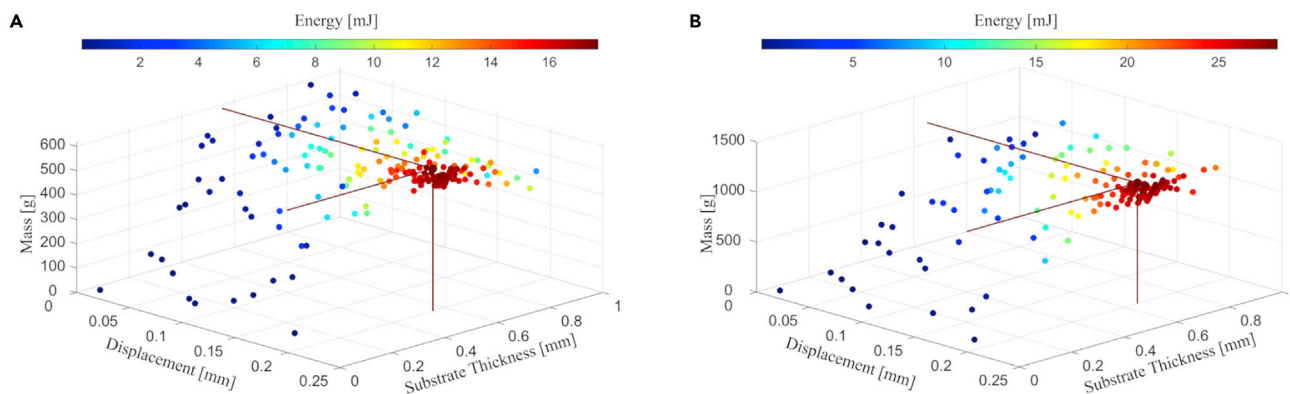 A
Energy [mJ]
2 4 6 8 10 12 14 16
600
500
400
300
200
100
0
Mass [g]
0
0.05
0.1
0.15
0.2
0.25
Displacement [mm]
0
0.2
0.4
0.6
0.8
1
Substrate Thickness [mm]
B
Energy [mJ]
5 10 15 20 25
1500
1000
500
0
Mass [g]
0
0.05
0.1
0.15
0.2
0.25
Displacement [mm]
0
0.2
0.4
0.6
0.8
Substrate Thickness [mm]